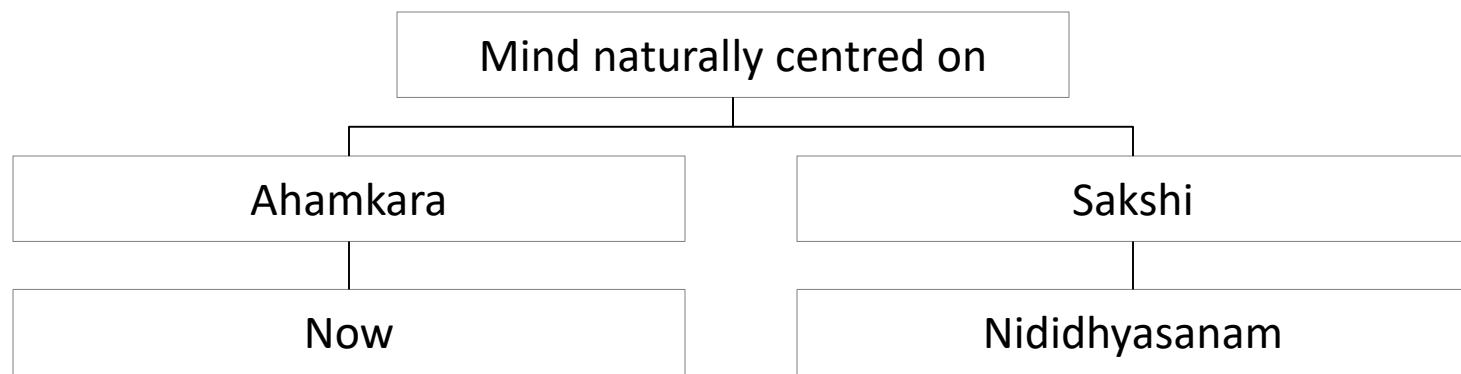 Mind naturally centred on
Ahamkara
Sakshi
Now
Nididhyasanam